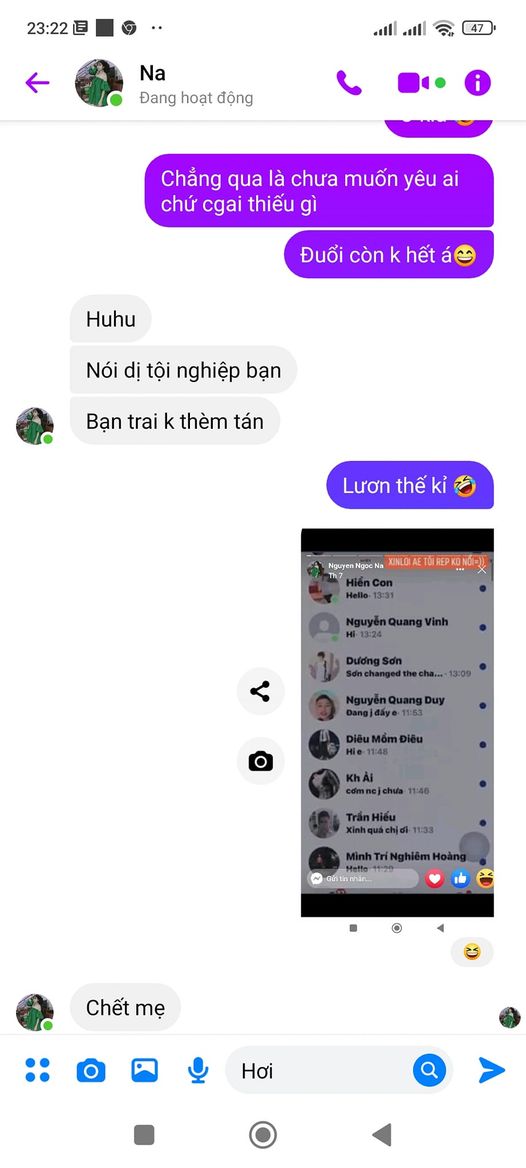 23:22
47
Na
Đang hoạt động
Chẳng qua là chưa muốn yêu ai
chứ cgai thiếu gì
Đuổi còn k hết á😄
Huhu
Nói dị tội nghiệp bạn
Bạn trai k thèm tán
Lươn thế kỉ 🤣
XINLOI AE TÔI REP KO NỔI=))
Nguyen Ngoc Na
Th 7
Hiển Con
Hello · 13:31
Nguyễn Quang Vinh
Hi · 13:24
Dương Sơn
Sơn changed the cha... · 13:09
Nguyễn Quang Duy
Đang j đấy e · 11:53
Diêu Mồm Điêu
Hi e · 11:48
Kh Ải
cơm nc j chưa · 11:46
Trần Hiếu
Xinh quá chị ơi · 11:33
Minh Trí Nghiêm Hoàng
Hello · 11:29
Gửi tin nhắn...
😆
Chết mẹ
Hơi